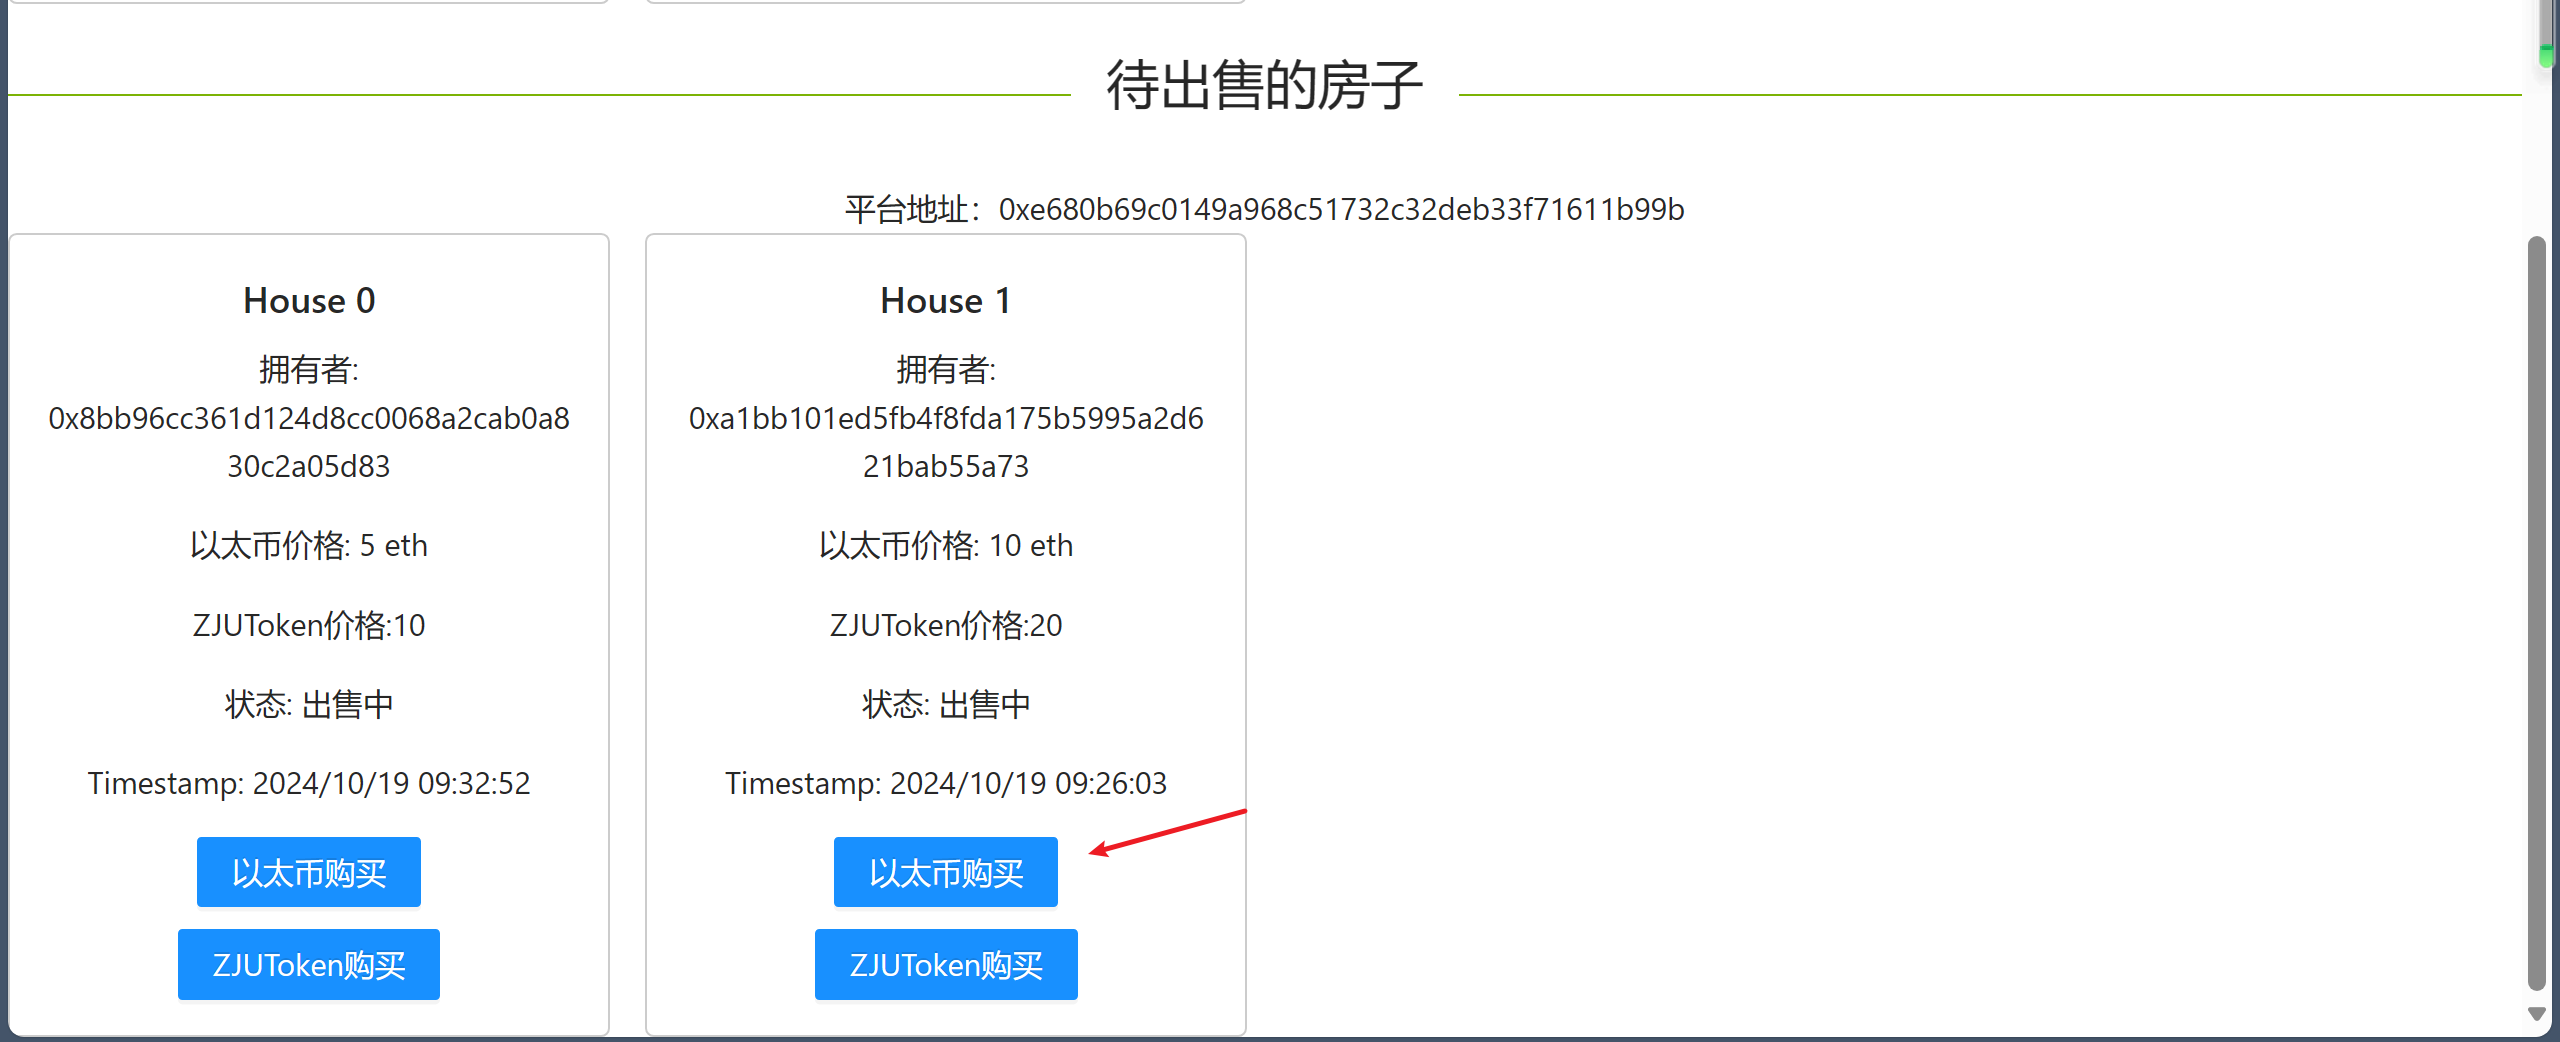 待出售的房子
平台地址：0xe680b69c0149a968c51732c32deb33f71611b99b
House 0
拥有者:
0x8bb96cc361d124d8cc0068a2cab0a8
30c2a05d83
以太币价格: 5 eth
ZJUToken价格:10
状态: 出售中
Timestamp: 2024/10/19 09:32:52
以太币购买
ZJUToken购买
House 1
拥有者:
0xa1bb101ed5fb4f8fda175b5995a2d6
21bab55a73
以太币价格: 10 eth
ZJUToken价格:20
状态: 出售中
Timestamp: 2024/10/19 09:26:03
以太币购买
ZJUToken购买